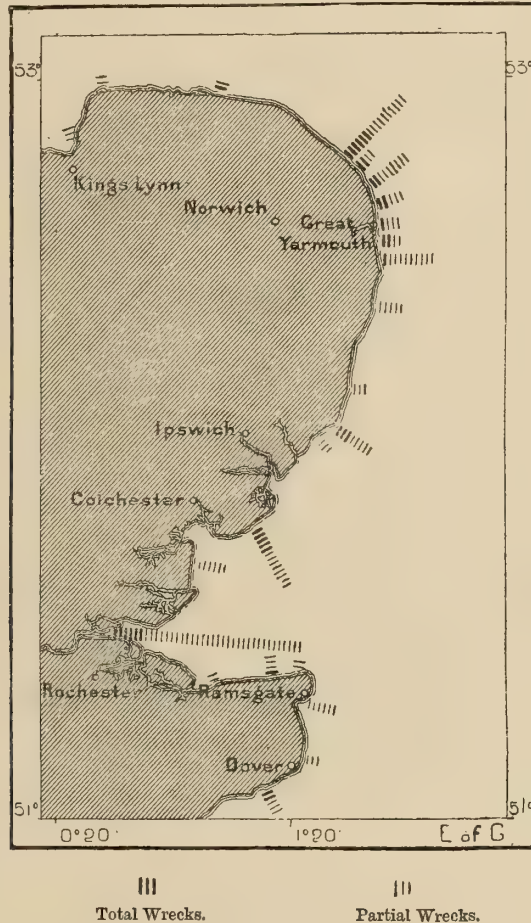 53° 53°
Kings Lynn
Norwich
Great
Yarmouth
Ipswich
Colchester
Rochester
Ramsgate
Dover
51° 51°
0°20' 1°20' E of G
Total Wrecks. Partial Wrecks.